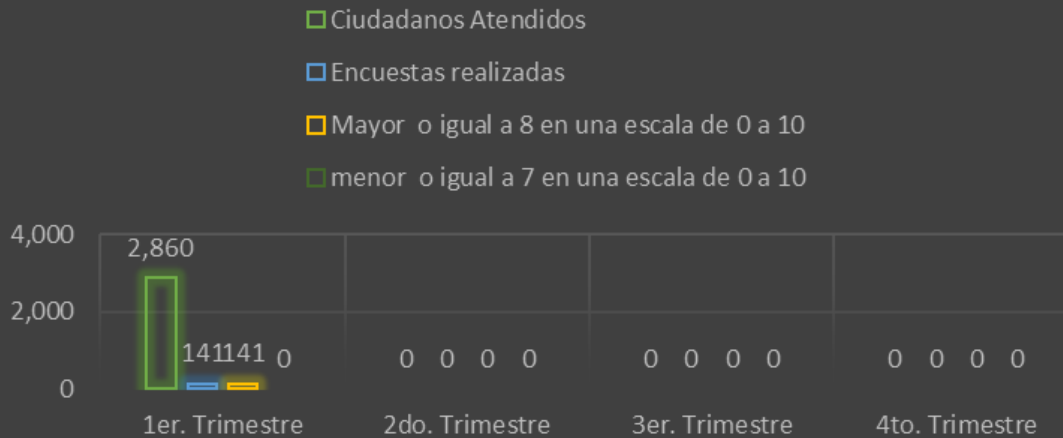 Ciudadanos Atendidos
Encuestas realizadas
Mayor o igual a 8 en una escala de 0 a 10
menor o igual a 7 en una escala de 0 a 10
4,000
2,860
2,000
141 141 0 0 0 0 0 0 0 0 0 0 0 0 0
0
1er. Trimestre 2do. Trimestre 3er. Trimestre 4to. Trimestre